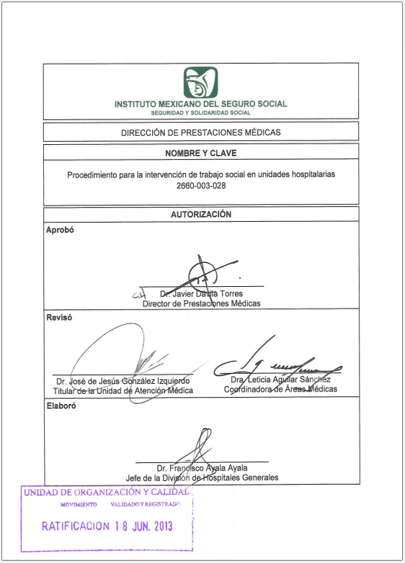 INSTITUTO MEXICANO DEL SEGURO SOCIAL
SEGURIDAD Y SOLIDARIDAD SOCIAL
DIRECCIÓN DE PRESTACIONES MÉDICAS
NOMBRE Y CLAVE
Procedimiento para la intervención de trabajo social en unidades hospitalarias
2660-003-028
AUTORIZACIÓN
Aprobó
Dr. Javier Dávila Torres
Director de Prestaciones Médicas
Revisó
Dr. José de Jesús González Izquierdo
Titular de la Unidad de Atención Médica
Dra. Leticia Aguilar Sánchez
Coordinadora de Áreas Médicas
Elaboró
Dr. Francisco Ayala Ayala
Jefe de la División de Hospitales Generales
UNIDAD DE ORGANIZACIÓN Y CALIDAD
MOVIMIENTO VALIDADO Y REGISTRADO
RATIFICACION 18 JUN. 2013